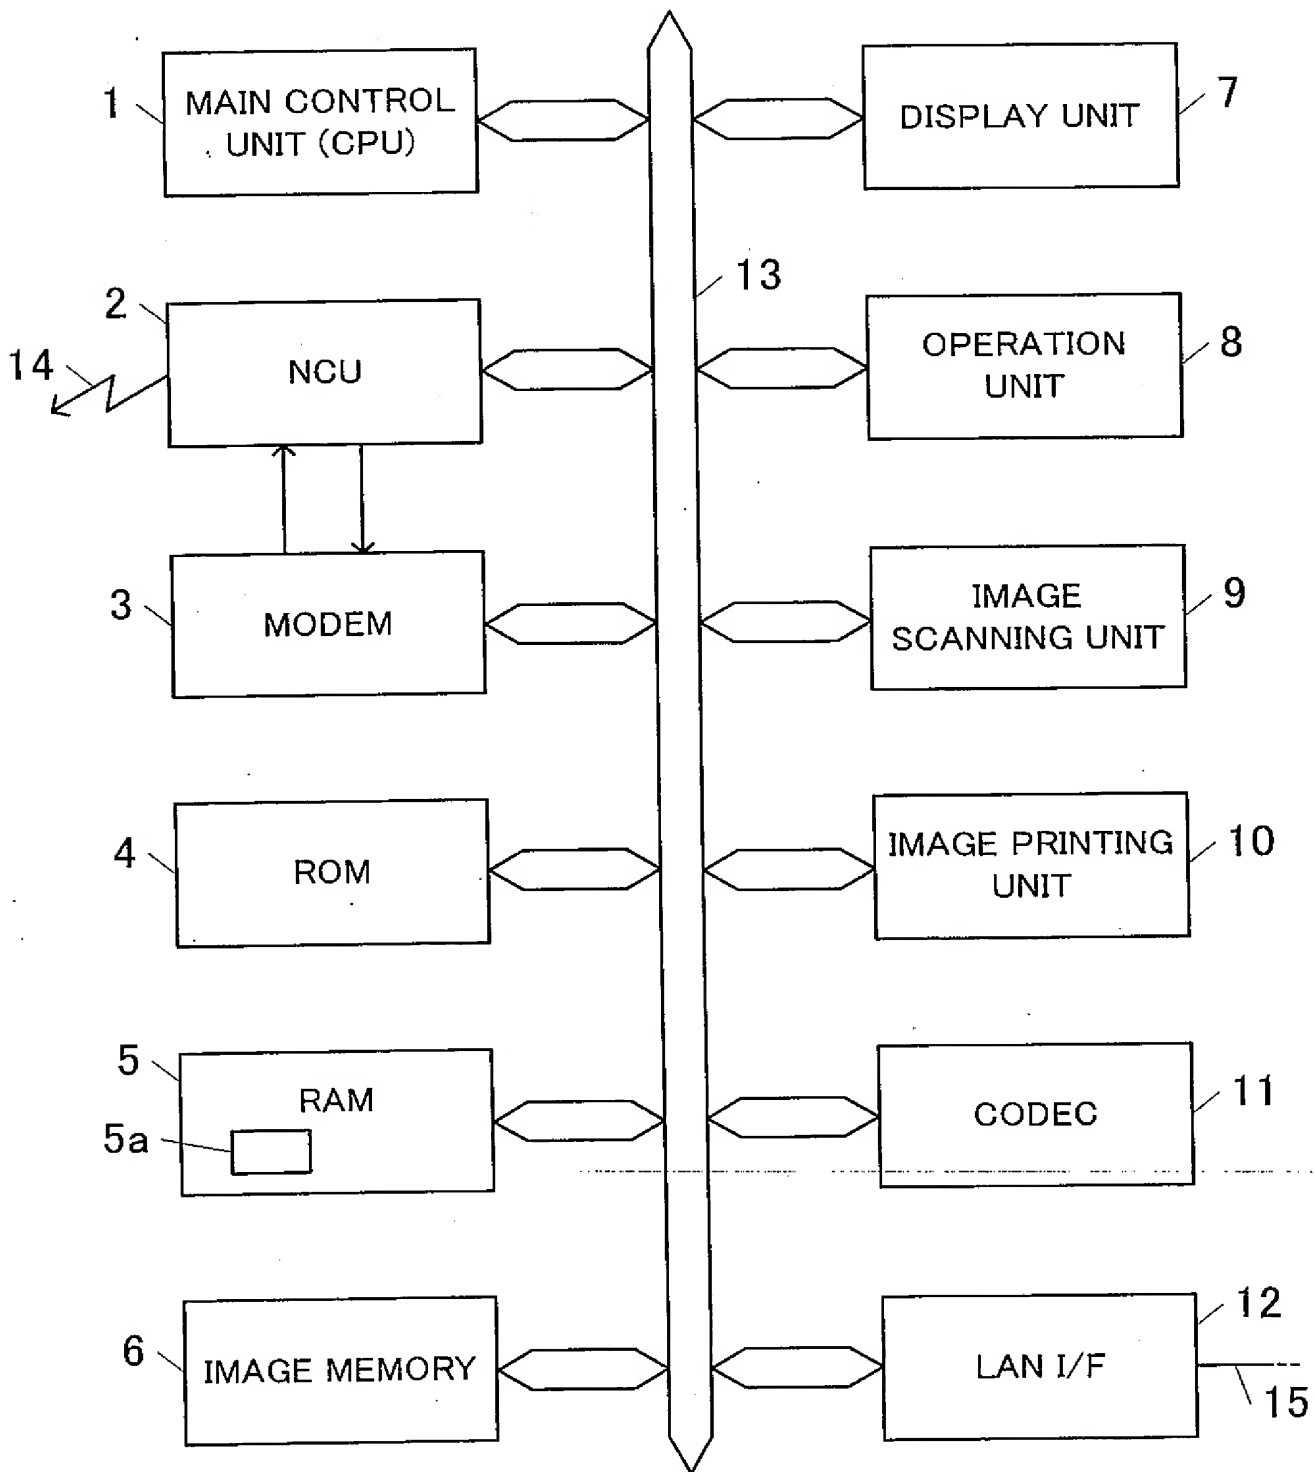 1
MAIN CONTROL
UNIT (CPU)
DISPLAY UNIT
7
13
2
NCU
14
OPERATION
UNIT
8
3
MODEM
IMAGE
SCANNING UNIT
9
4
ROM
IMAGE PRINTING
UNIT
10
5
RAM
5a
CODEC
11
6
IMAGE MEMORY
LAN I/F
12
15